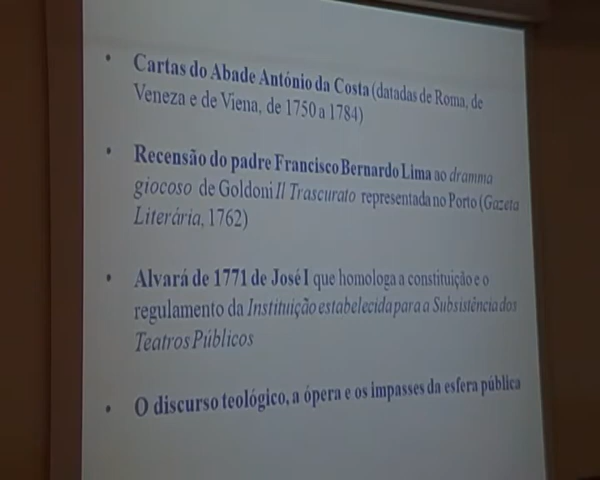 • Cartas do Abade António da Costa (datadas de Roma, de
Veneza e de Viena, de 1750 a 1784)
• Recensão do padre Francisco Bernardo Lima ao dramma
giocoso de Goldoni Il Trascurato representada no Porto (Gazeta
Literária, 1762)
• Alvará de 1771 de José I que homologa a constituição e o
regulamento da Instituição estabelecida para a Subsistência dos
Teatros Públicos
• O discurso teológico, a ópera e os impasses da esfera pública